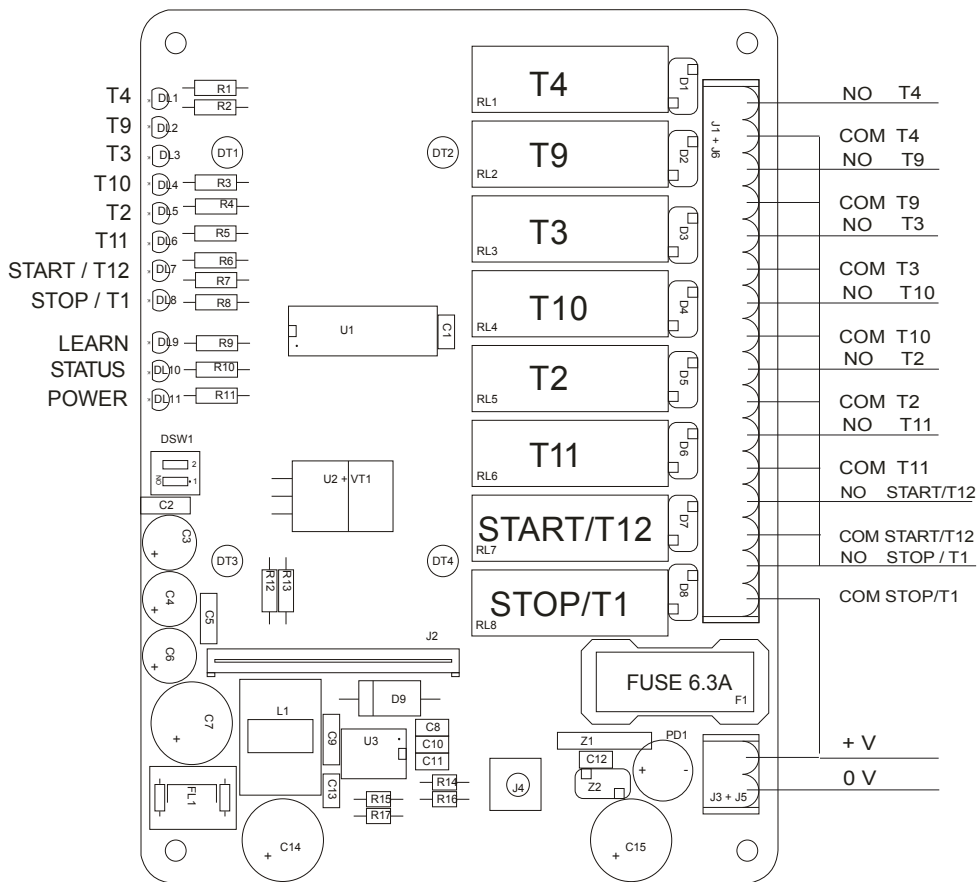 T4
T9
T3
T10
T2
T11
START / T12
STOP / T1
LEARN
STATUS
POWER
DL1
DL2
DL3
DL4
DL5
DL6
DL7
DL8
DL9
DL10
DL11
R1
R2
R3
R4
R5
R6
R7
R8
R9
R10
R11
DT1
DT2
DT3
DT4
U1
C1
DSW1
2
1
ON
U2 + VT1
C2
C3
+
C4
+
C5
C6
+
C7
+
R12
R13
T4
RL1
D1
T9
RL2
D2
T3
RL3
D3
T10
RL4
D4
T2
RL5
D5
T11
RL6
D6
START/T12
RL7
D7
STOP/T1
RL8
D8
J1 + J6
NO T4
COM T4
NO T9
COM T9
NO T3
COM T3
NO T10
COM T10
NO T2
COM T2
NO T11
COM T11
NO START/T12
COM START/T12
NO STOP / T1
COM STOP/T1
+ V
0 V
J2
FUSE 6.3A
F1
L1
D9
C9
U3
C8
C10
C11
C13
R14
R15
R16
R17
J4
Z1
C12
Z2
PD1
+ -
J3 + J5
FL1
C14
+
C15
+